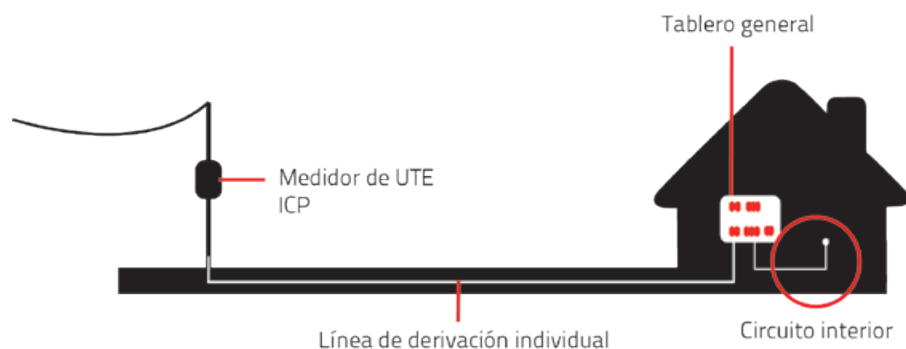 Tablero general
Medidor de UTE
ICP
Línea de derivación individual
Circuito interior